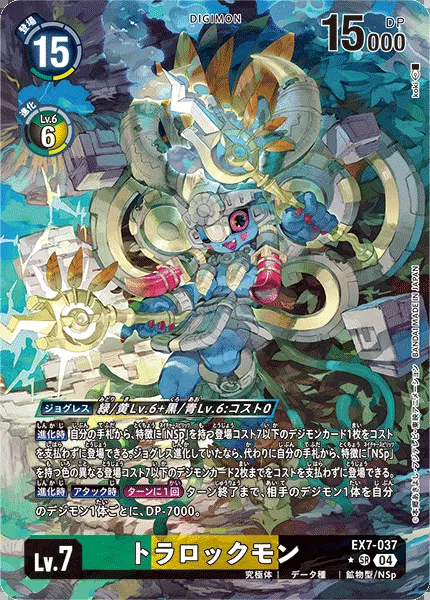 DIGIMON
登場
15
DP
15000
進化
Lv.6
6
koki
BANDAI MADE IN JAPAN
ジョグレス
緑/黄Lv.6+黒/青Lv.6:コスト0
進化時 自分の手札から、特徴に「NSp」を持つ登場コスト7以下のデジモンカード1枚をコスト
を支払わずに登場できる。ジョグレス進化していたなら、代わりに自分の手札から、特徴に「NSp」
を持つ色の異なる登場コスト7以下のデジモンカード2枚までをコストを支払わずに登場できる。
進化時 アタック時 ターンに1回 ターン終了まで、相手のデジモン1体を自分
のデジモン1体ごとに、DP-7000。
Lv.7
トラロックモン
EX7-037
SR 04
究極体 データ種 鉱物型/NSp